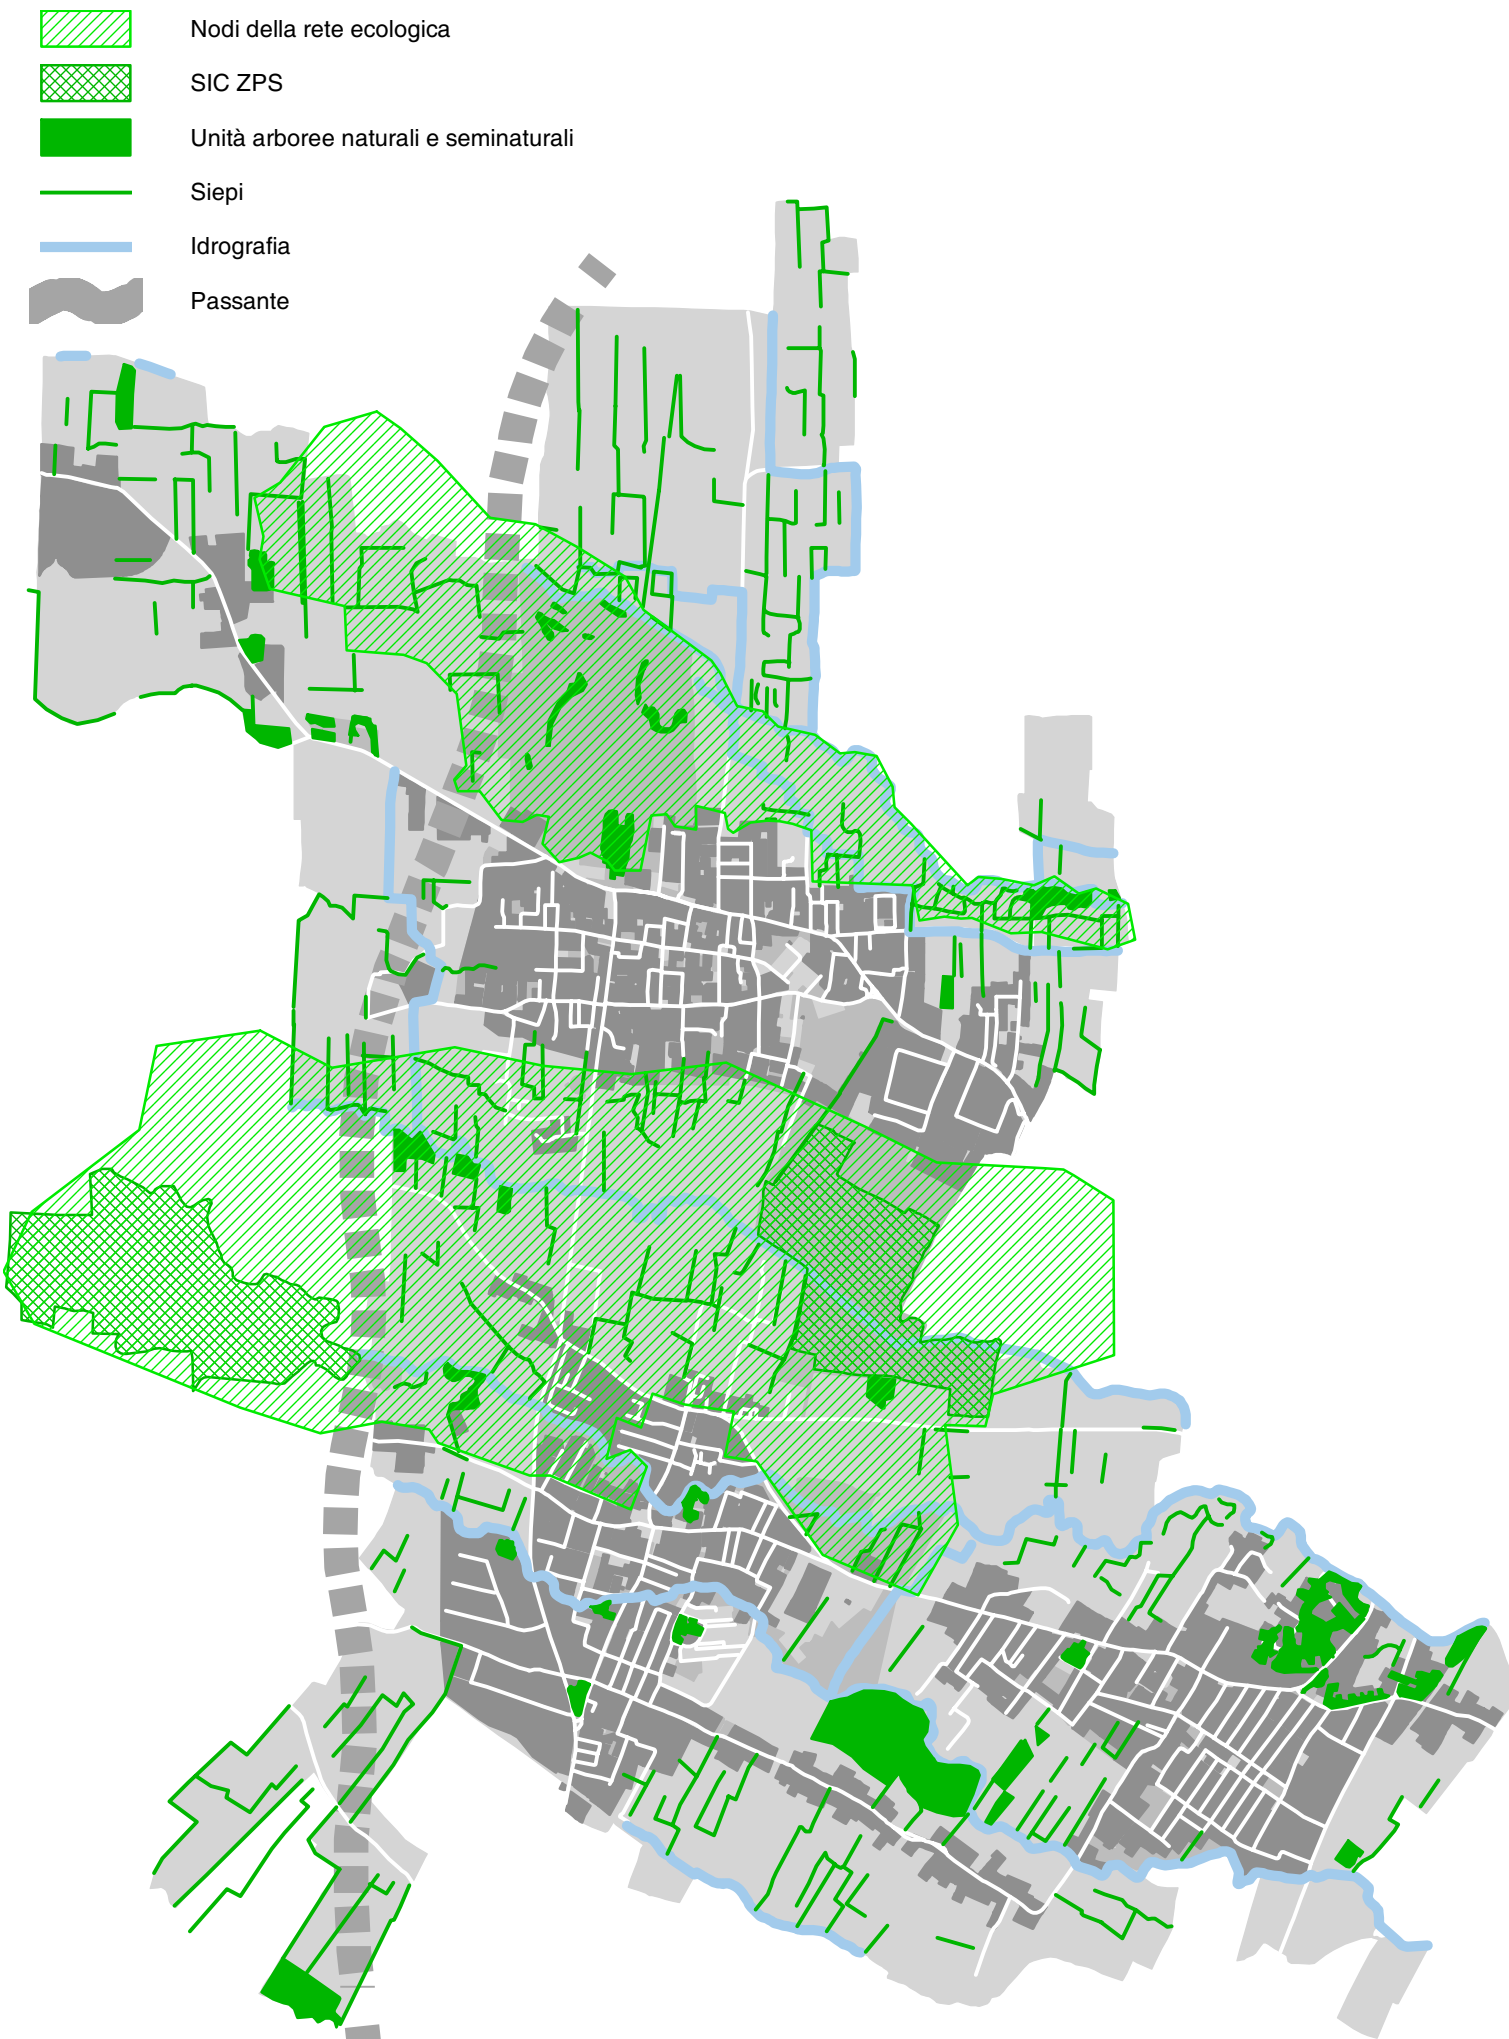 Nodi della rete ecologica
SIC ZPS
Unità arboree naturali e seminaturali
Siepi
Idrografia
Passante